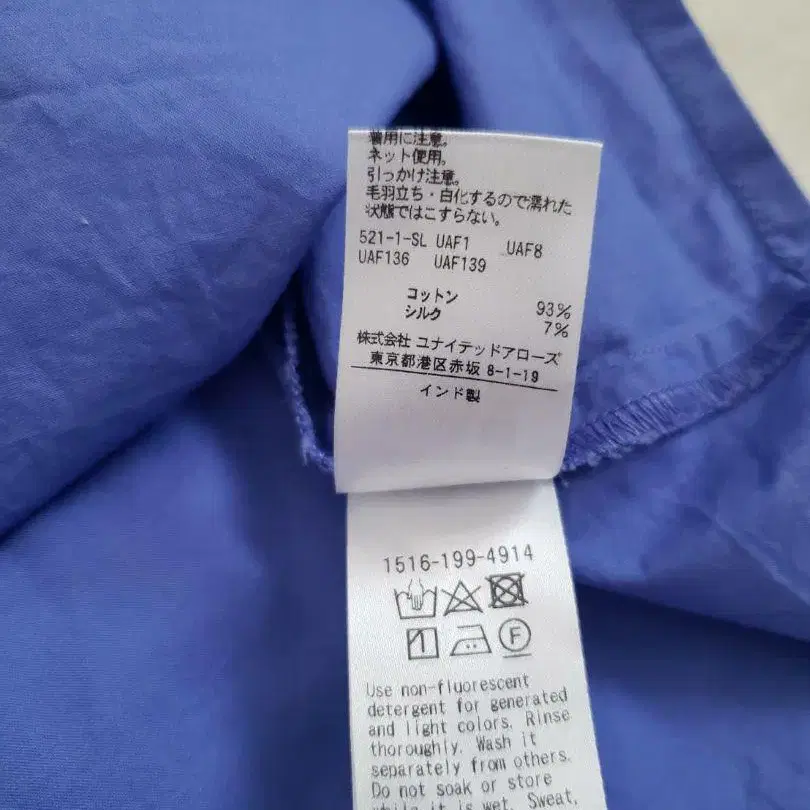 着用に注意。
ネット使用。
引っかけ注意。
毛羽立ち・白化するので濡れた
状態ではこすらない。
521-1-SL UAF1 UAF8
UAF136 UAF139
コットン 93%
シルク 7%
株式会社 ユナイテッドアローズ
東京都港区赤坂 8-1-19
インド製
1516-199-4914
F
Use non-fluorescent
detergent for generated
and light colors. Rinse
thoroughly. Wash it
separately from others.
Do not soak or store
while it is wet. Sweat,